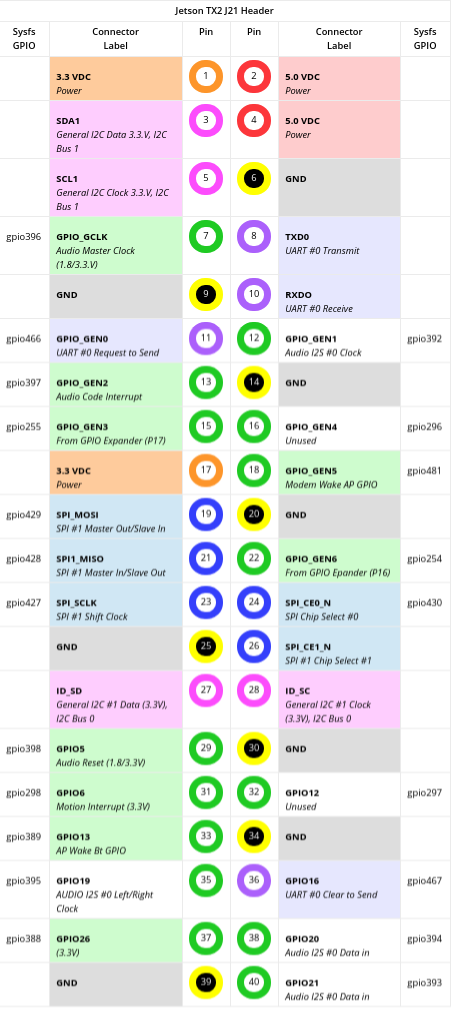 Jetson TX2 J21 Header
Sysfs GPIO Connector Label Pin Pin Connector Label Sysfs GPIO
3.3 VDC 1 2 5.0 VDC
Power Power
SDA1 3 4 5.0 VDC
General I2C Data 3.3.V, I2C Power
Bus 1
SCL1 5 6 GND
General I2C Clock 3.3.V, I2C
Bus 1
gpio396 GPIO_GCLK 7 8 TXD0
Audio Master Clock UART #0 Transmit
(1.8/3.3.V)
GND 9 10 RXDO
UART #0 Receive
gpio466 GPIO_GEN0 11 12 GPIO_GEN1 gpio392
UART #0 Request to Send Audio I2S #0 Clock
gpio397 GPIO_GEN2 13 14 GND
Audio Code Interrupt
gpio255 GPIO_GEN3 15 16 GPIO_GEN4 gpio296
From GPIO Expander (P17) Unused
3.3 VDC 17 18 GPIO_GEN5 gpio481
Power Modem Wake AP GPIO
gpio429 SPI_MOSI 19 20 GND
SPI #1 Master Out/Slave In
gpio428 SPI1_MISO 21 22 GPIO_GEN6 gpio254
SPI #1 Master In/Slave Out From GPIO Epander (P16)
gpio427 SPI_SCLK 23 24 SPI_CE0_N gpio430
SPI #1 Shift Clock SPI Chip Select #0
GND 25 26 SPI_CE1_N
SPI #1 Chip Select #1
ID_SD 27 28 ID_SC
General I2C #1 Data (3.3V), General I2C #1 Clock
I2C Bus 0 (3.3V), I2C Bus 0
gpio398 GPIO5 29 30 GND
Audio Reset (1.8/3.3V)
gpio298 GPIO6 31 32 GPIO12 gpio297
Motion Interrupt (3.3V) Unused
gpio389 GPIO13 33 34 GND
AP Wake Bt GPIO
gpio395 GPIO19 35 36 GPIO16 gpio467
AUDIO I2S #0 Left/Right UART #0 Clear to Send
Clock
gpio388 GPIO26 37 38 GPIO20 gpio394
(3.3V) Audio I2S #0 Data in
GND 39 40 GPIO21 gpio393
Audio I2S #0 Data in